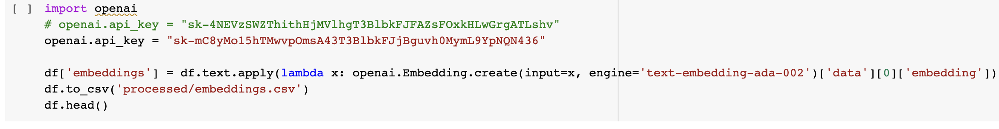 [ ] import openai
# openai.api_key = "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"
openai.api_key = "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"
df['embeddings'] = df.text.apply(lambda x: openai.Embedding.create(input=x, engine='text-embedding-ada-002')['data'][0]['embedding'])
df.to_csv('processed/embeddings.csv')
df.head()